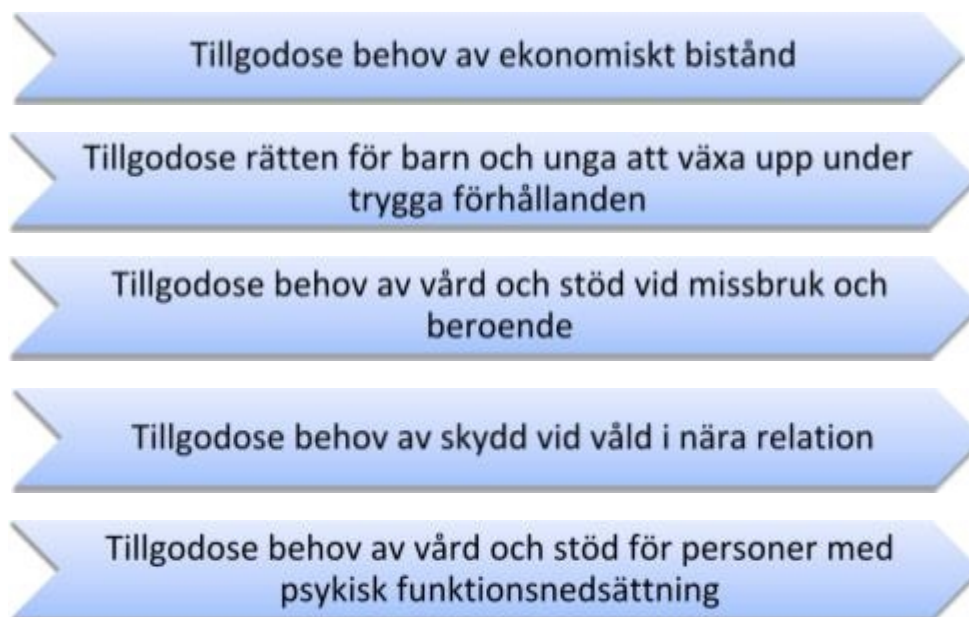 Tillgodose behov av ekonomiskt bistånd
Tillgodose rätten för barn och unga att växa upp under
trygga förhållanden
Tillgodose behov av vård och stöd vid missbruk och
beroende
Tillgodose behov av skydd vid våld i nära relation
Tillgodose behov av vård och stöd för personer med
psykisk funktionsnedsättning